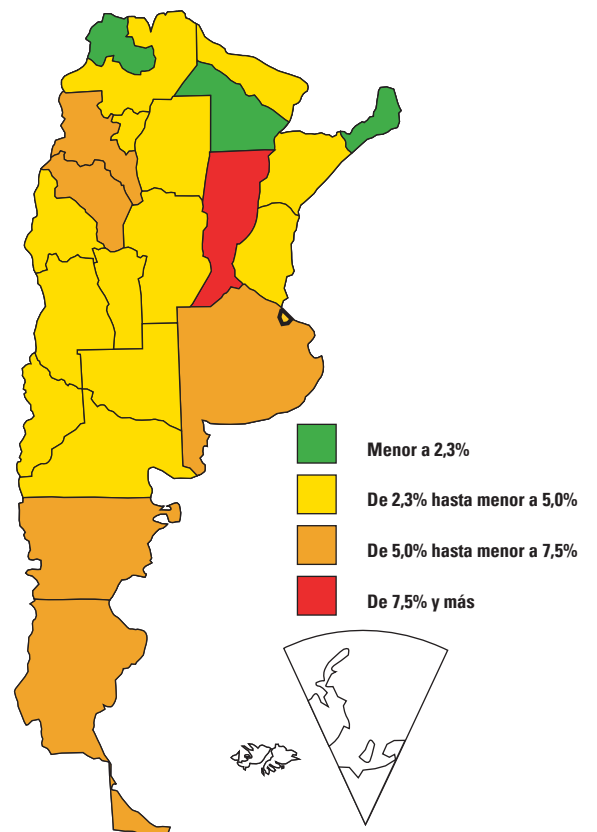 Menor a 2,3%
De 2,3% hasta menor a 5,0%
De 5,0% hasta menor a 7,5%
De 7,5% y más